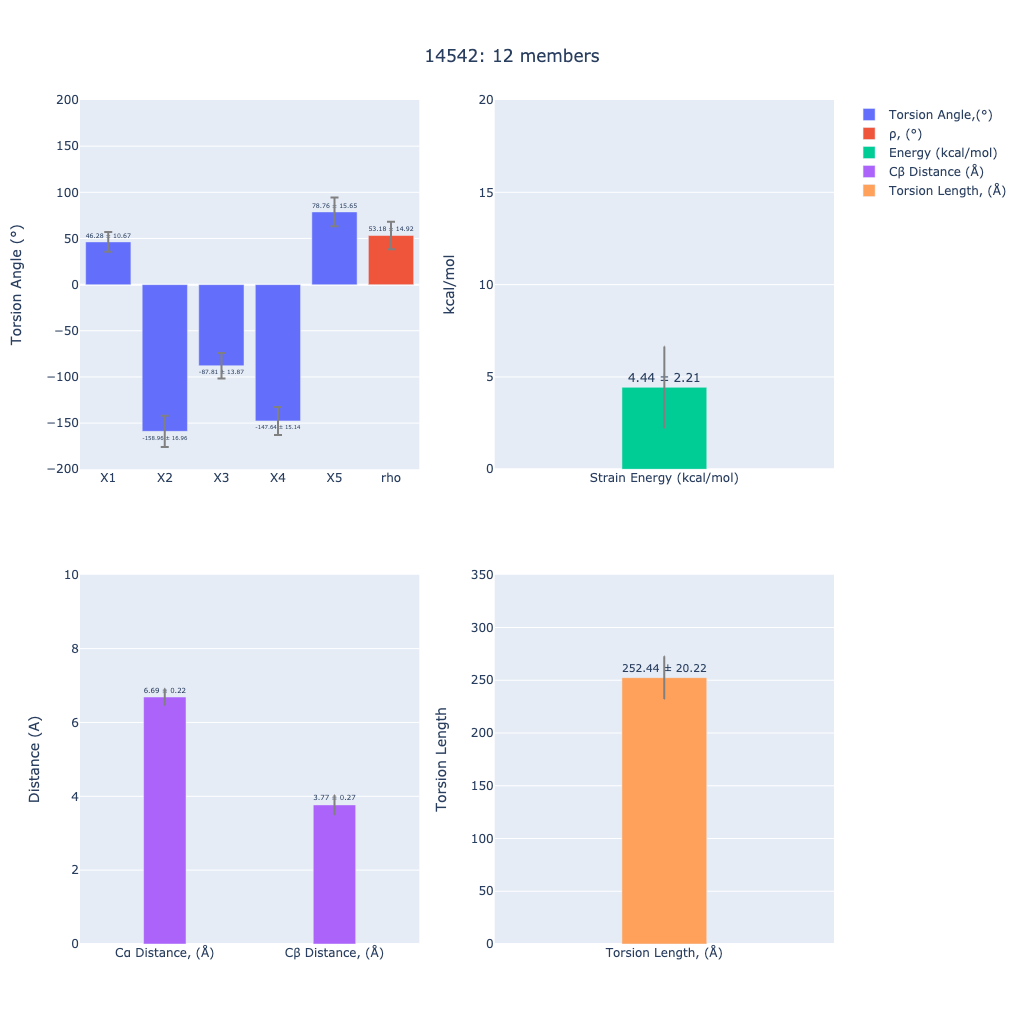 14542: 12 members
200
150
100
50
0
−50
−100
−150
−200
Torsion Angle (°)
46.28 ± 10.67
-158.96 ± 16.96
-87.81 ± 13.87
-147.64 ± 15.14
78.76 ± 15.65
53.18 ± 14.92
X1 X2 X3 X4 X5 rho
20
15
10
5
0
kcal/mol
4.44 ± 2.21
Strain Energy (kcal/mol)
Torsion Angle,(°)
ρ, (°)
Energy (kcal/mol)
Cβ Distance (Å)
Torsion Length, (Å)
10
8
6
4
2
0
Distance (A)
6.69 ± 0.22
3.77 ± 0.27
Cα Distance, (Å) Cβ Distance, (Å)
350
300
250
200
150
100
50
0
Torsion Length
252.44 ± 20.22
Torsion Length, (Å)